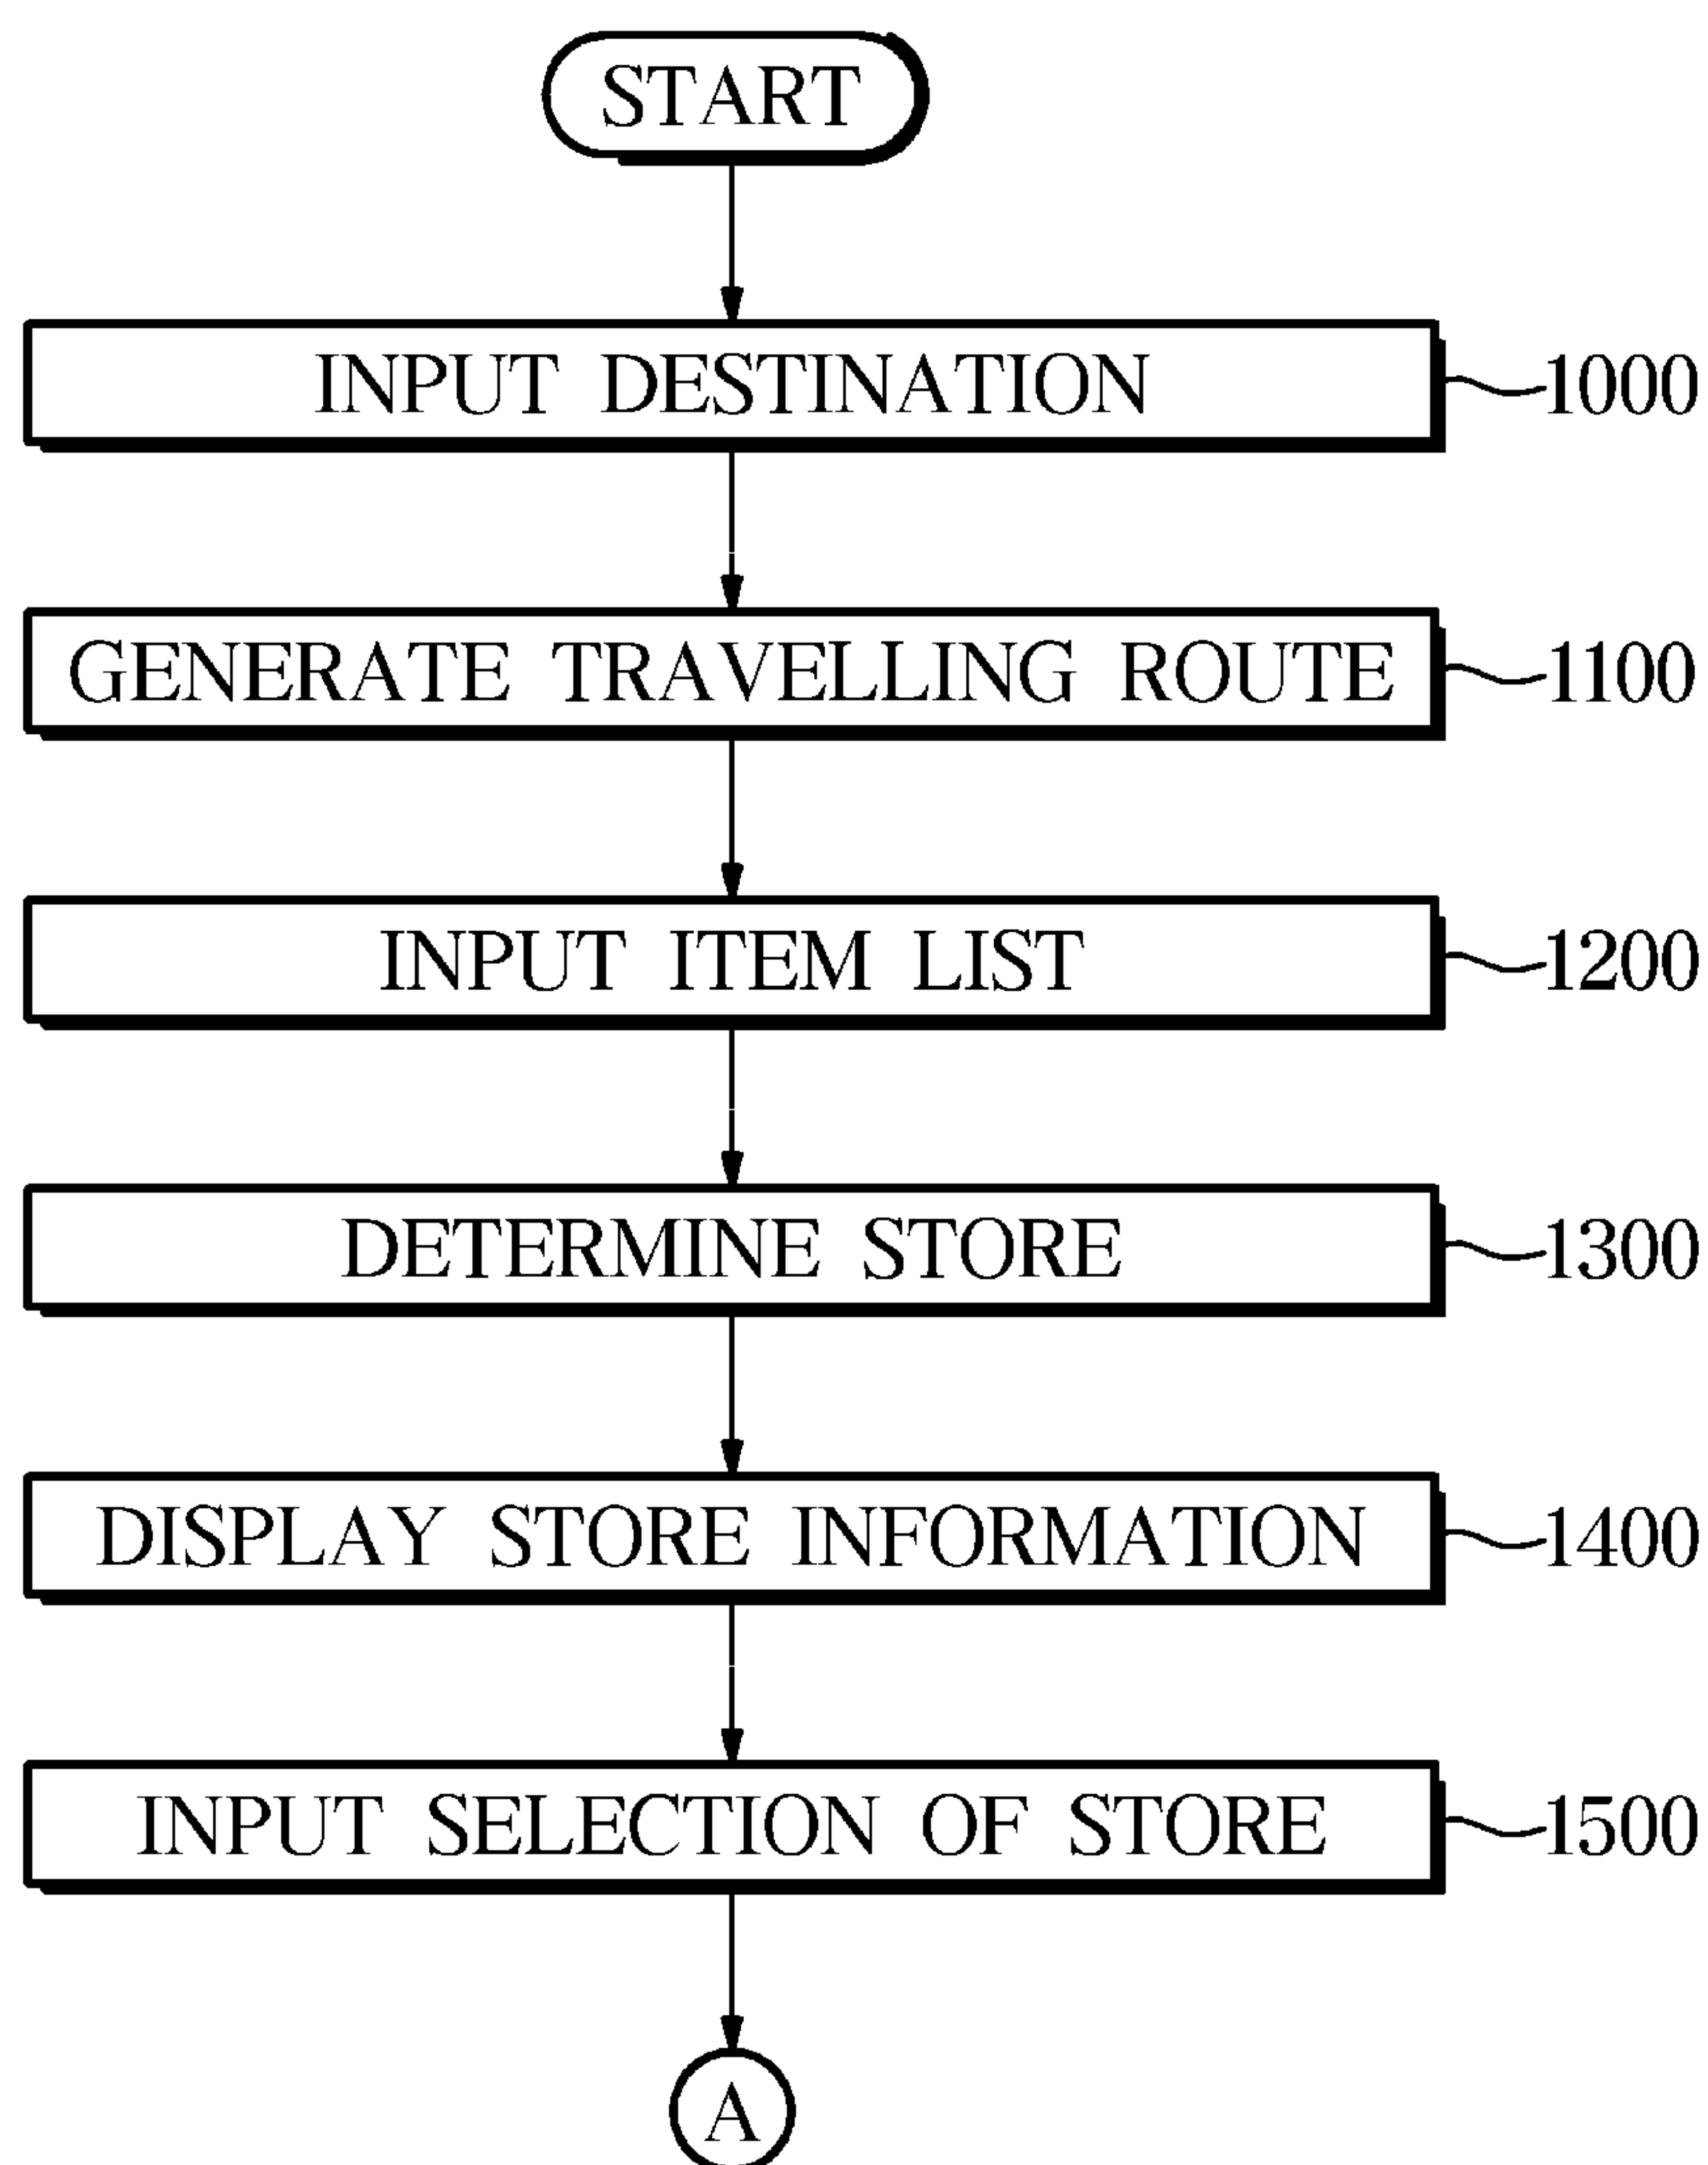 START
INPUT DESTINATION 1000
GENERATE TRAVELLING ROUTE 1100
INPUT ITEM LIST 1200
DETERMINE STORE 1300
DISPLAY STORE INFORMATION 1400
INPUT SELECTION OF STORE 1500
A